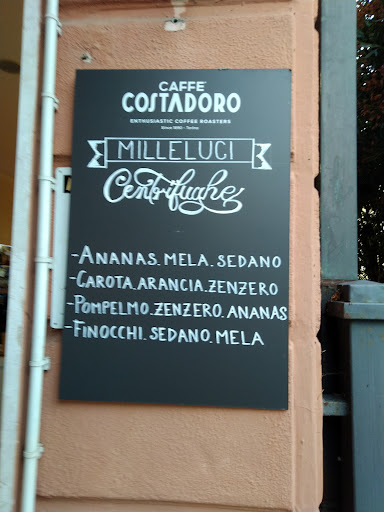 CAFFE'
COSTADORO
ENTHUSIASTIC COFFEE ROASTERS
Since 1890 - Torino
MILLELUCI
Centrifughe
-ANANAS.MELA.SEDANO
-CAROTA.ARANCIA.ZENZERO
-POMPELMO.ZENZERO.ANANAS
-FINOCCHI.SEDANO.MELA